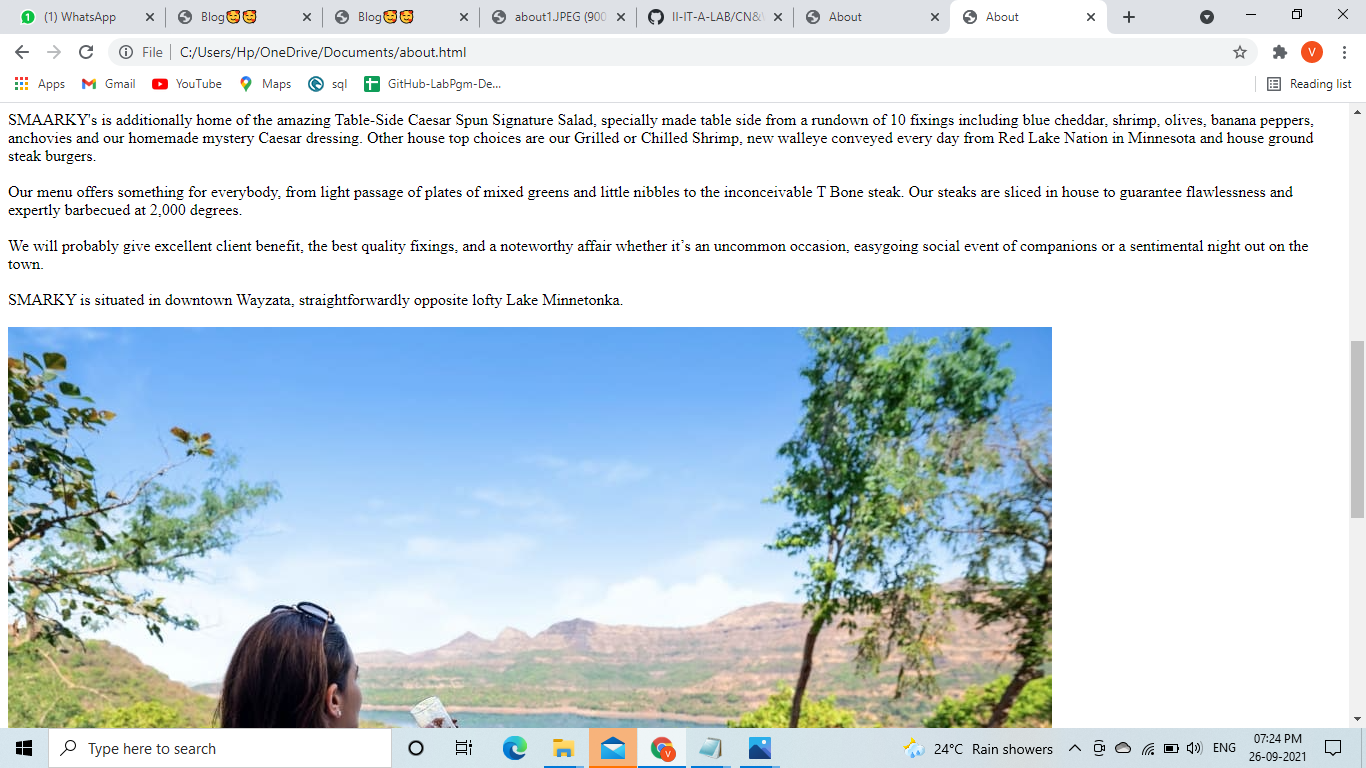 (1) WhatsApp
Blog🥰🥰
Blog🥰🥰
about1.JPEG (900
II-IT-A-LAB/CN&
About
About
File
C:/Users/Hp/OneDrive/Documents/about.html
V
Apps
Gmail
YouTube
Maps
sql
GitHub-LabPgm-De...
Reading list
SMAARKY's is additionally home of the amazing Table-Side Caesar Spun Signature Salad, specially made table side from a rundown of 10 fixings including blue cheddar, shrimp, olives, banana peppers,
anchovies and our homemade mystery Caesar dressing. Other house top choices are our Grilled or Chilled Shrimp, new walleye conveyed every day from Red Lake Nation in Minnesota and house ground
steak burgers.
Our menu offers something for everybody, from light passage of plates of mixed greens and little nibbles to the inconceivable T Bone steak. Our steaks are sliced in house to guarantee flawlessness and
expertly barbecued at 2,000 degrees.
We will probably give excellent client benefit, the best quality fixings, and a noteworthy affair whether it’s an uncommon occasion, easygoing social event of companions or a sentimental night out on the
town.
SMARKY is situated in downtown Wayzata, straightforwardly opposite lofty Lake Minnetonka.
Type here to search
24°C Rain showers
ENG
07:24 PM
26-09-2021